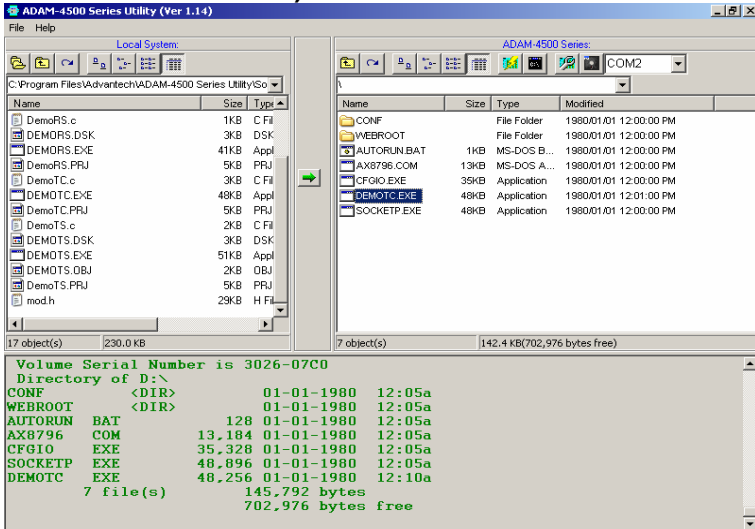 ADAM-4500 Series Utility (Ver 1.14)
File Help
Local System:
C:\Program Files\Advantech\ADAM-4500 Series Utility\So
Name Size Type
DemoRS.c 1KB C Fil
DEMORS.DSK 3KB DSK
DEMORS.EXE 41KB Appl
DemoRS.PRJ 5KB PRJ
DemoTC.c 3KB C Fil
DEMOTC.EXE 48KB Appl
DemoTC.PRJ 5KB PRJ
DemoTS.c 2KB C Fil
DEMOTS.DSK 3KB DSK
DEMOTS.EXE 51KB Appl
DEMOTS.OBJ 2KB OBJ
DemoTS.PRJ 5KB PRJ
mod.h 29KB H Fil
17 object(s) 230.0 KB
ADAM-4500 Series:
COM2
\
Name Size Type Modified
CONF File Folder 1980/01/01 12:00:00 PM
WEBROOT File Folder 1980/01/01 12:00:00 PM
AUTORUN.BAT 1KB MS-DOS B... 1980/01/01 12:00:00 PM
AX8796.COM 13KB MS-DOS A... 1980/01/01 12:00:00 PM
CFGIO.EXE 35KB Application 1980/01/01 12:00:00 PM
DEMOTC.EXE 48KB Application 1980/01/01 12:01:00 PM
SOCKETP.EXE 48KB Application 1980/01/01 12:00:00 PM
7 object(s) 142.4 KB(702,976 bytes free)
Volume Serial Number is 3026-07C0
Directory of D:\
CONF <DIR> 01-01-1980 12:05a
WEBROOT <DIR> 01-01-1980 12:05a
AUTORUN BAT 128 01-01-1980 12:05a
AX8796 COM 13,184 01-01-1980 12:05a
CFGIO EXE 35,328 01-01-1980 12:05a
SOCKETP EXE 48,896 01-01-1980 12:05a
DEMOTC EXE 48,256 01-01-1980 12:10a
7 file(s) 145,792 bytes
702,976 bytes free